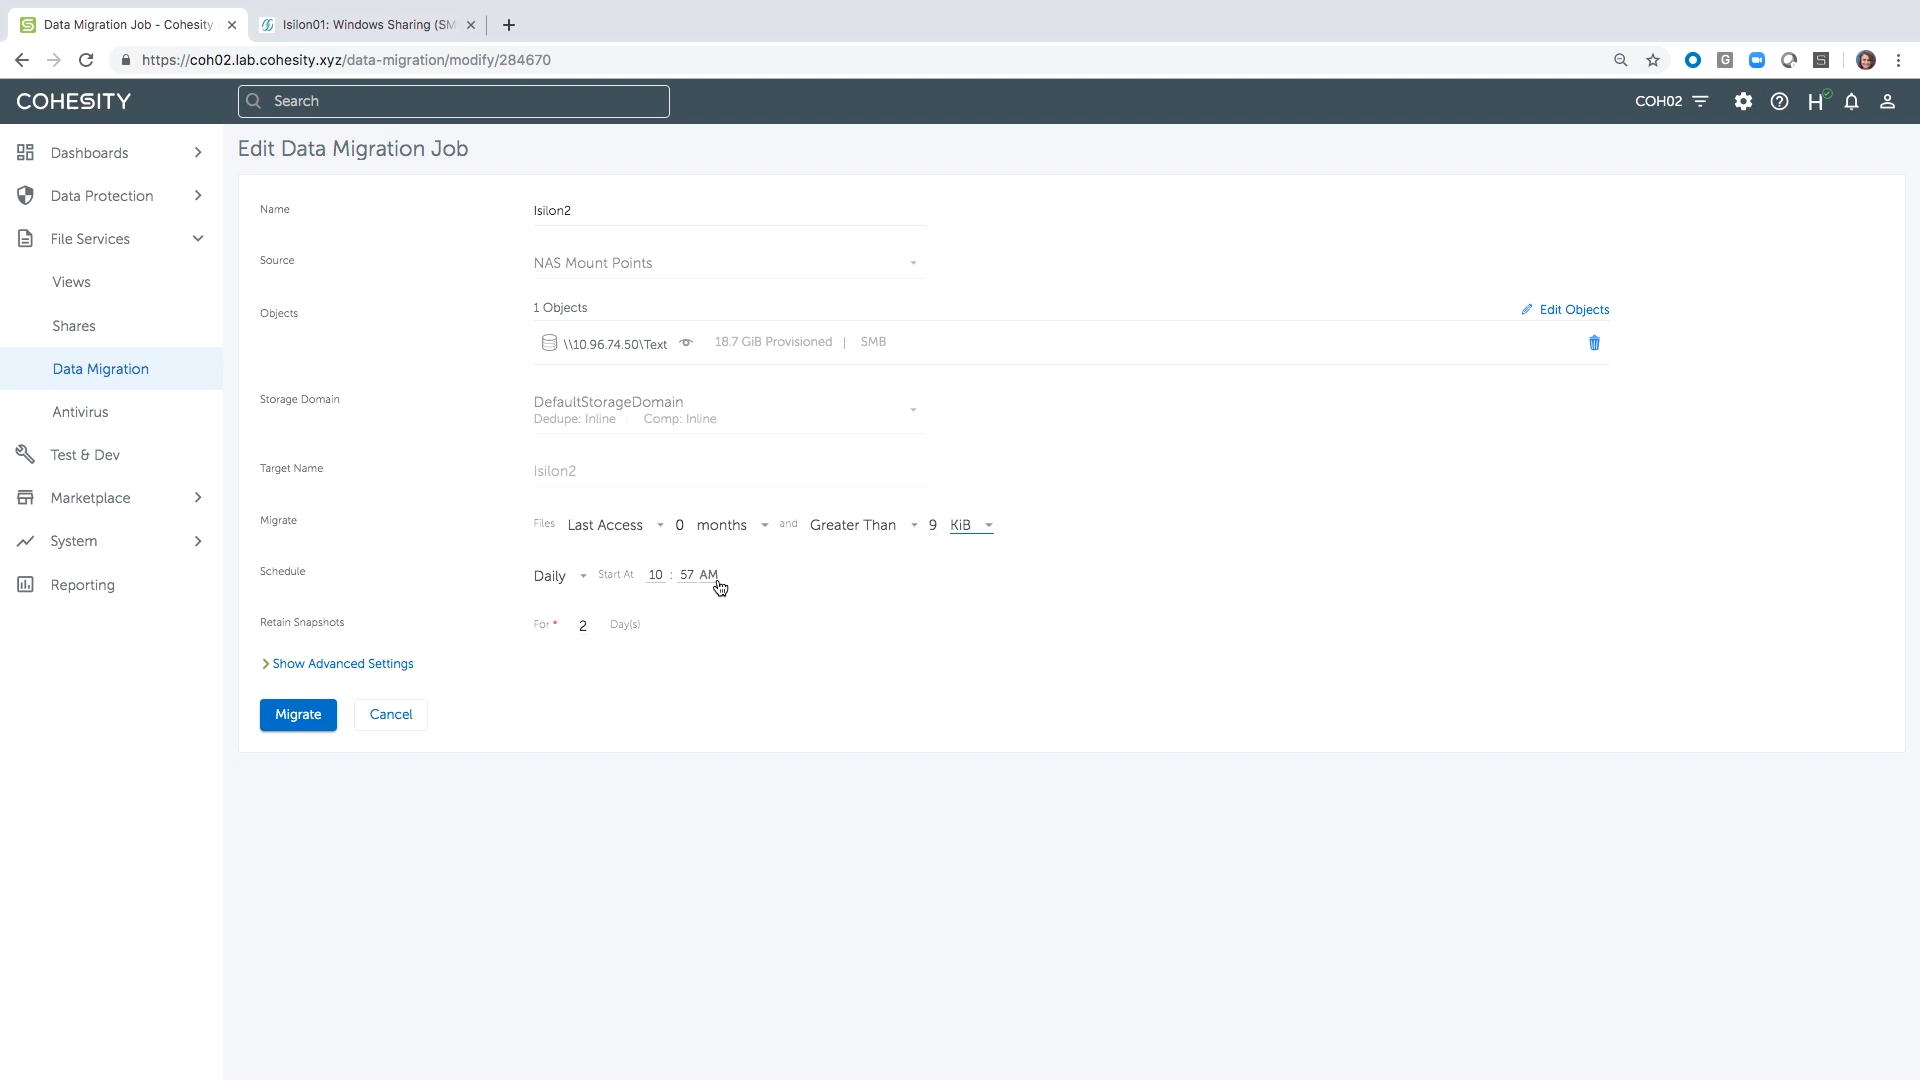 Data Migration Job - Cohesity
Isilon01: Windows Sharing (SM
https://coh02.lab.cohesity.xyz/data-migration/modify/284670
COHESITY
Search
COH02
Dashboards
Data Protection
File Services
Views
Shares
Data Migration
Antivirus
Test & Dev
Marketplace
System
Reporting
Edit Data Migration Job
Name
Isilon2
Source
NAS Mount Points
Objects
1 Objects
Edit Objects
\\10.96.74.50\Text 18.7 GiB Provisioned | SMB
Storage Domain
DefaultStorageDomain
Dedupe: Inline | Comp: Inline
Target Name
Isilon2
Migrate
Files Last Access 0 months and Greater Than 9 KiB
Schedule
Daily Start At 10 : 57 AM
Retain Snapshots
For * 2 Day(s)
Show Advanced Settings
Migrate
Cancel